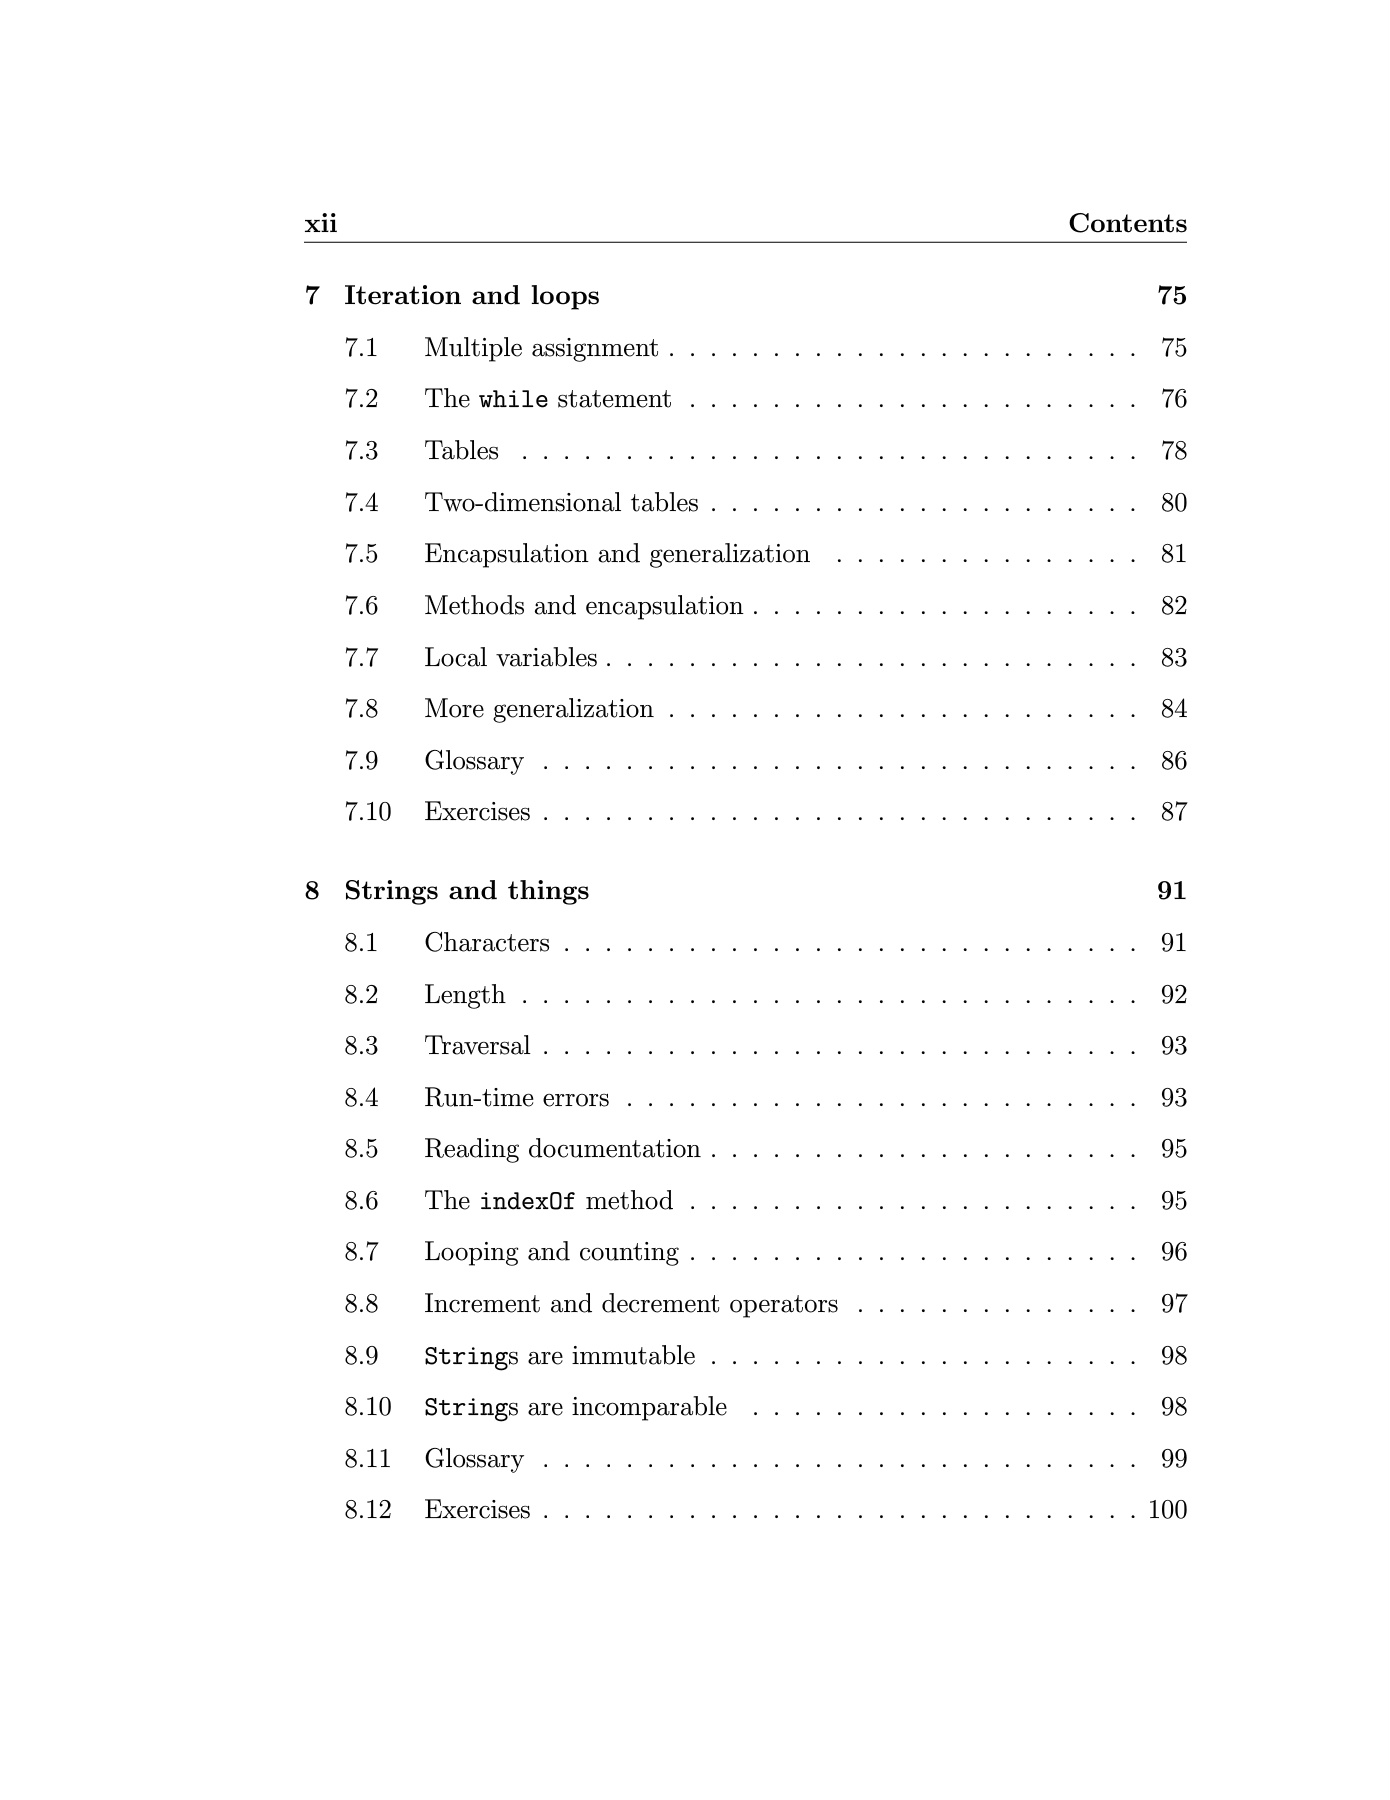 xii Contents
7 Iteration and loops 75
7.1 Multiple assignment . . . . . . . . . . . . . . . . . . . . . . . 75
7.2 The while statement . . . . . . . . . . . . . . . . . . . . . . 76
7.3 Tables . . . . . . . . . . . . . . . . . . . . . . . . . . . . . . 78
7.4 Two-dimensional tables . . . . . . . . . . . . . . . . . . . . . 80
7.5 Encapsulation and generalization . . . . . . . . . . . . . . . 81
7.6 Methods and encapsulation . . . . . . . . . . . . . . . . . . . 82
7.7 Local variables . . . . . . . . . . . . . . . . . . . . . . . . . . 83
7.8 More generalization . . . . . . . . . . . . . . . . . . . . . . . 84
7.9 Glossary . . . . . . . . . . . . . . . . . . . . . . . . . . . . . 86
7.10 Exercises . . . . . . . . . . . . . . . . . . . . . . . . . . . . . 87
8 Strings and things 91
8.1 Characters . . . . . . . . . . . . . . . . . . . . . . . . . . . . 91
8.2 Length . . . . . . . . . . . . . . . . . . . . . . . . . . . . . . 92
8.3 Traversal . . . . . . . . . . . . . . . . . . . . . . . . . . . . . 93
8.4 Run-time errors . . . . . . . . . . . . . . . . . . . . . . . . . 93
8.5 Reading documentation . . . . . . . . . . . . . . . . . . . . . 95
8.6 The indexOf method . . . . . . . . . . . . . . . . . . . . . . 95
8.7 Looping and counting . . . . . . . . . . . . . . . . . . . . . . 96
8.8 Increment and decrement operators . . . . . . . . . . . . . . 97
8.9 Strings are immutable . . . . . . . . . . . . . . . . . . . . . 98
8.10 Strings are incomparable . . . . . . . . . . . . . . . . . . . 98
8.11 Glossary . . . . . . . . . . . . . . . . . . . . . . . . . . . . . 99
8.12 Exercises . . . . . . . . . . . . . . . . . . . . . . . . . . . . . 100